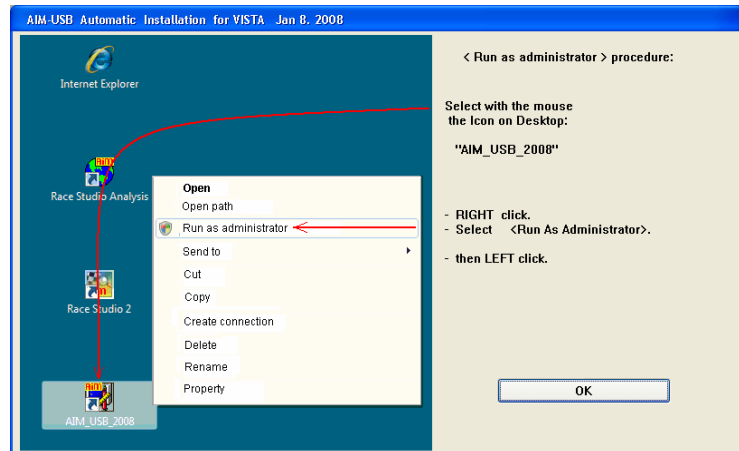 AIM-USB Automatic Installation for VISTA Jan 8. 2008
Internet Explorer
AIM
Race Studio Analysis
m
Race Studio 2
AIM
AIM_USB_2008
Open
Open path
Run as administrator
Send to
Cut
Copy
Create connection
Delete
Rename
Property
< Run as administrator > procedure:
Select with the mouse
the Icon on Desktop:
"AIM_USB_2008"
- RIGHT click.
- Select <Run As Administrator>.
- then LEFT click.
OK